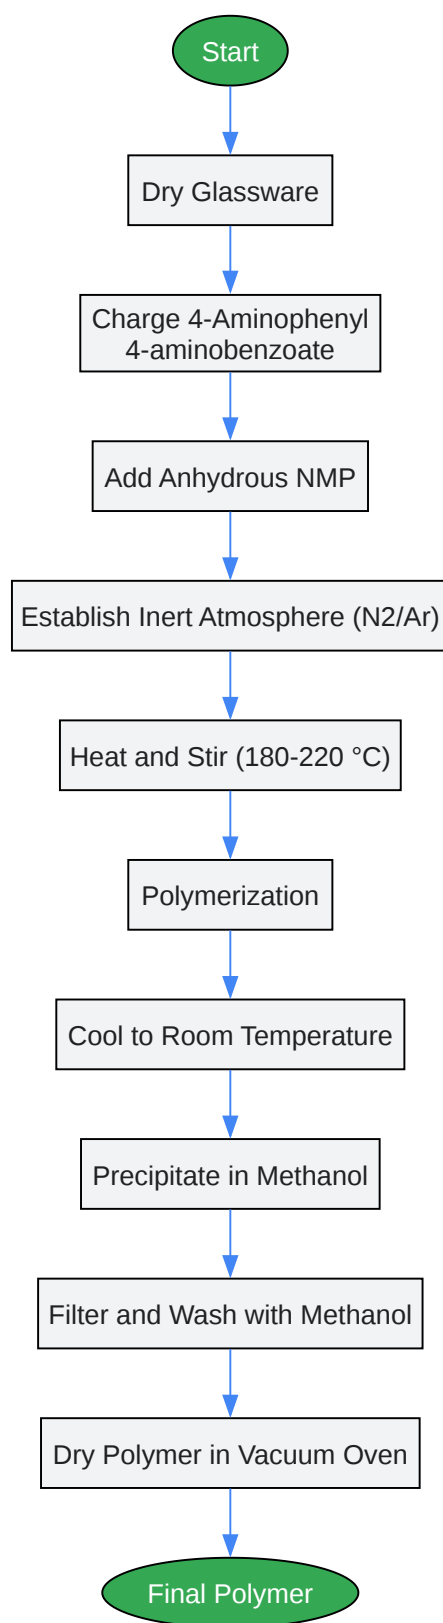 Start
Dry Glassware
Charge 4-Aminophenyl
4-aminobenzoate
Add Anhydrous NMP
Establish Inert Atmosphere (N2/Ar)
Heat and Stir (180-220 °C)
Polymerization
Cool to Room Temperature
Precipitate in Methanol
Filter and Wash with Methanol
Dry Polymer in Vacuum Oven
Final Polymer